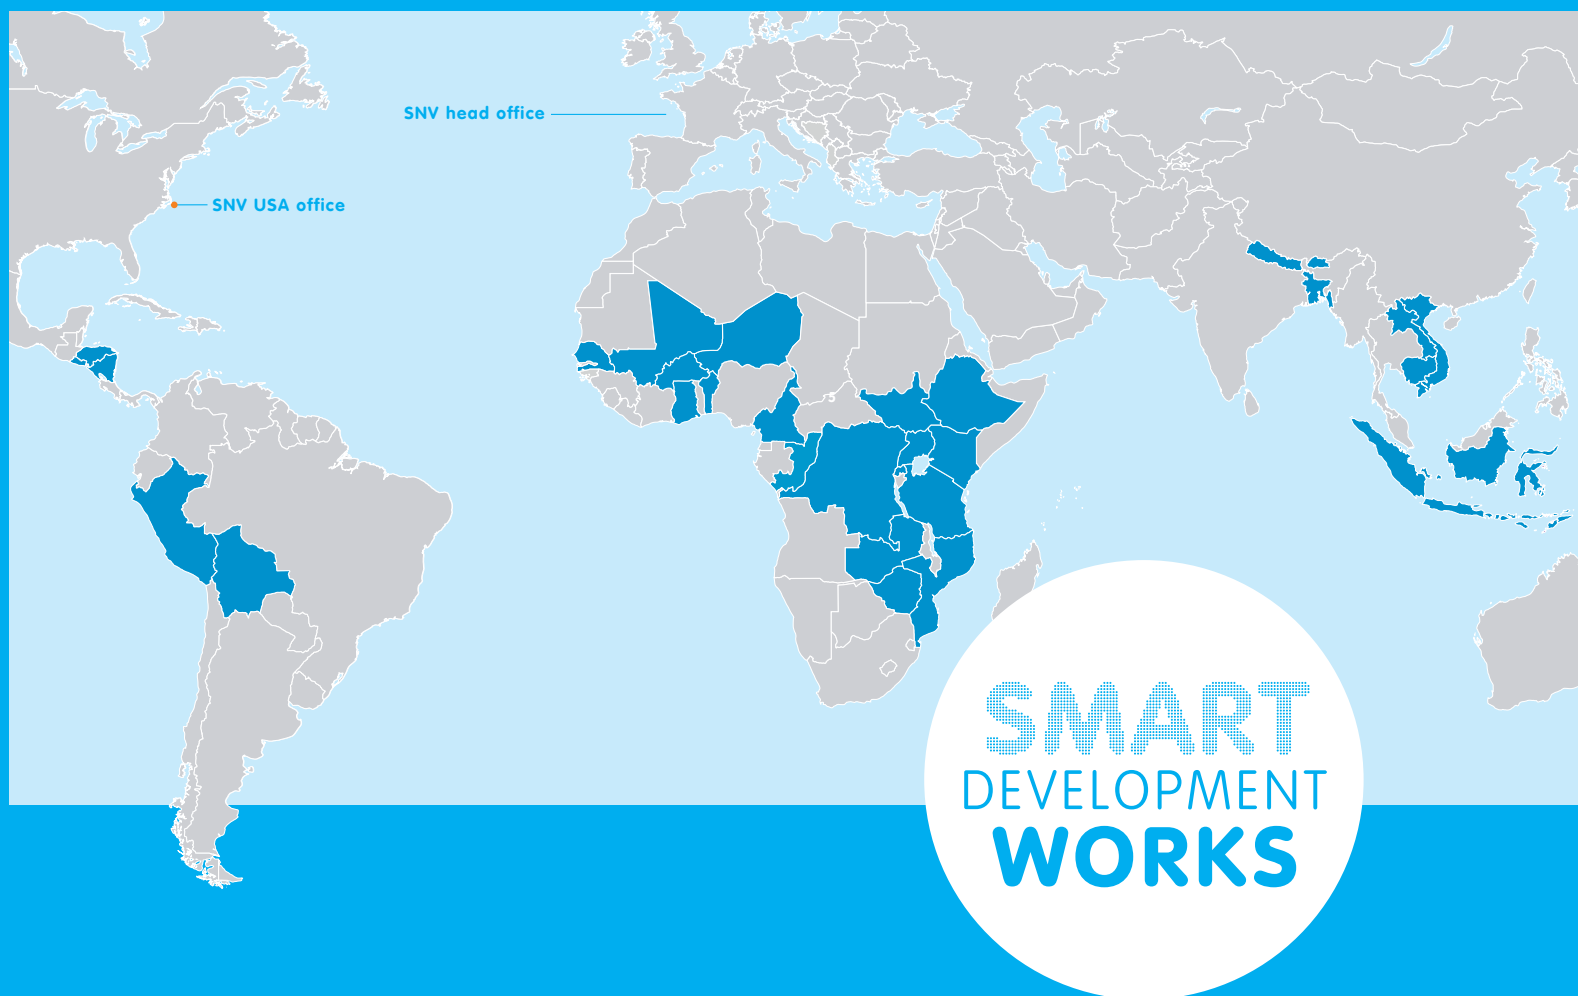 SNV head office
SNV USA office
SMART
DEVELOPMENT
WORKS